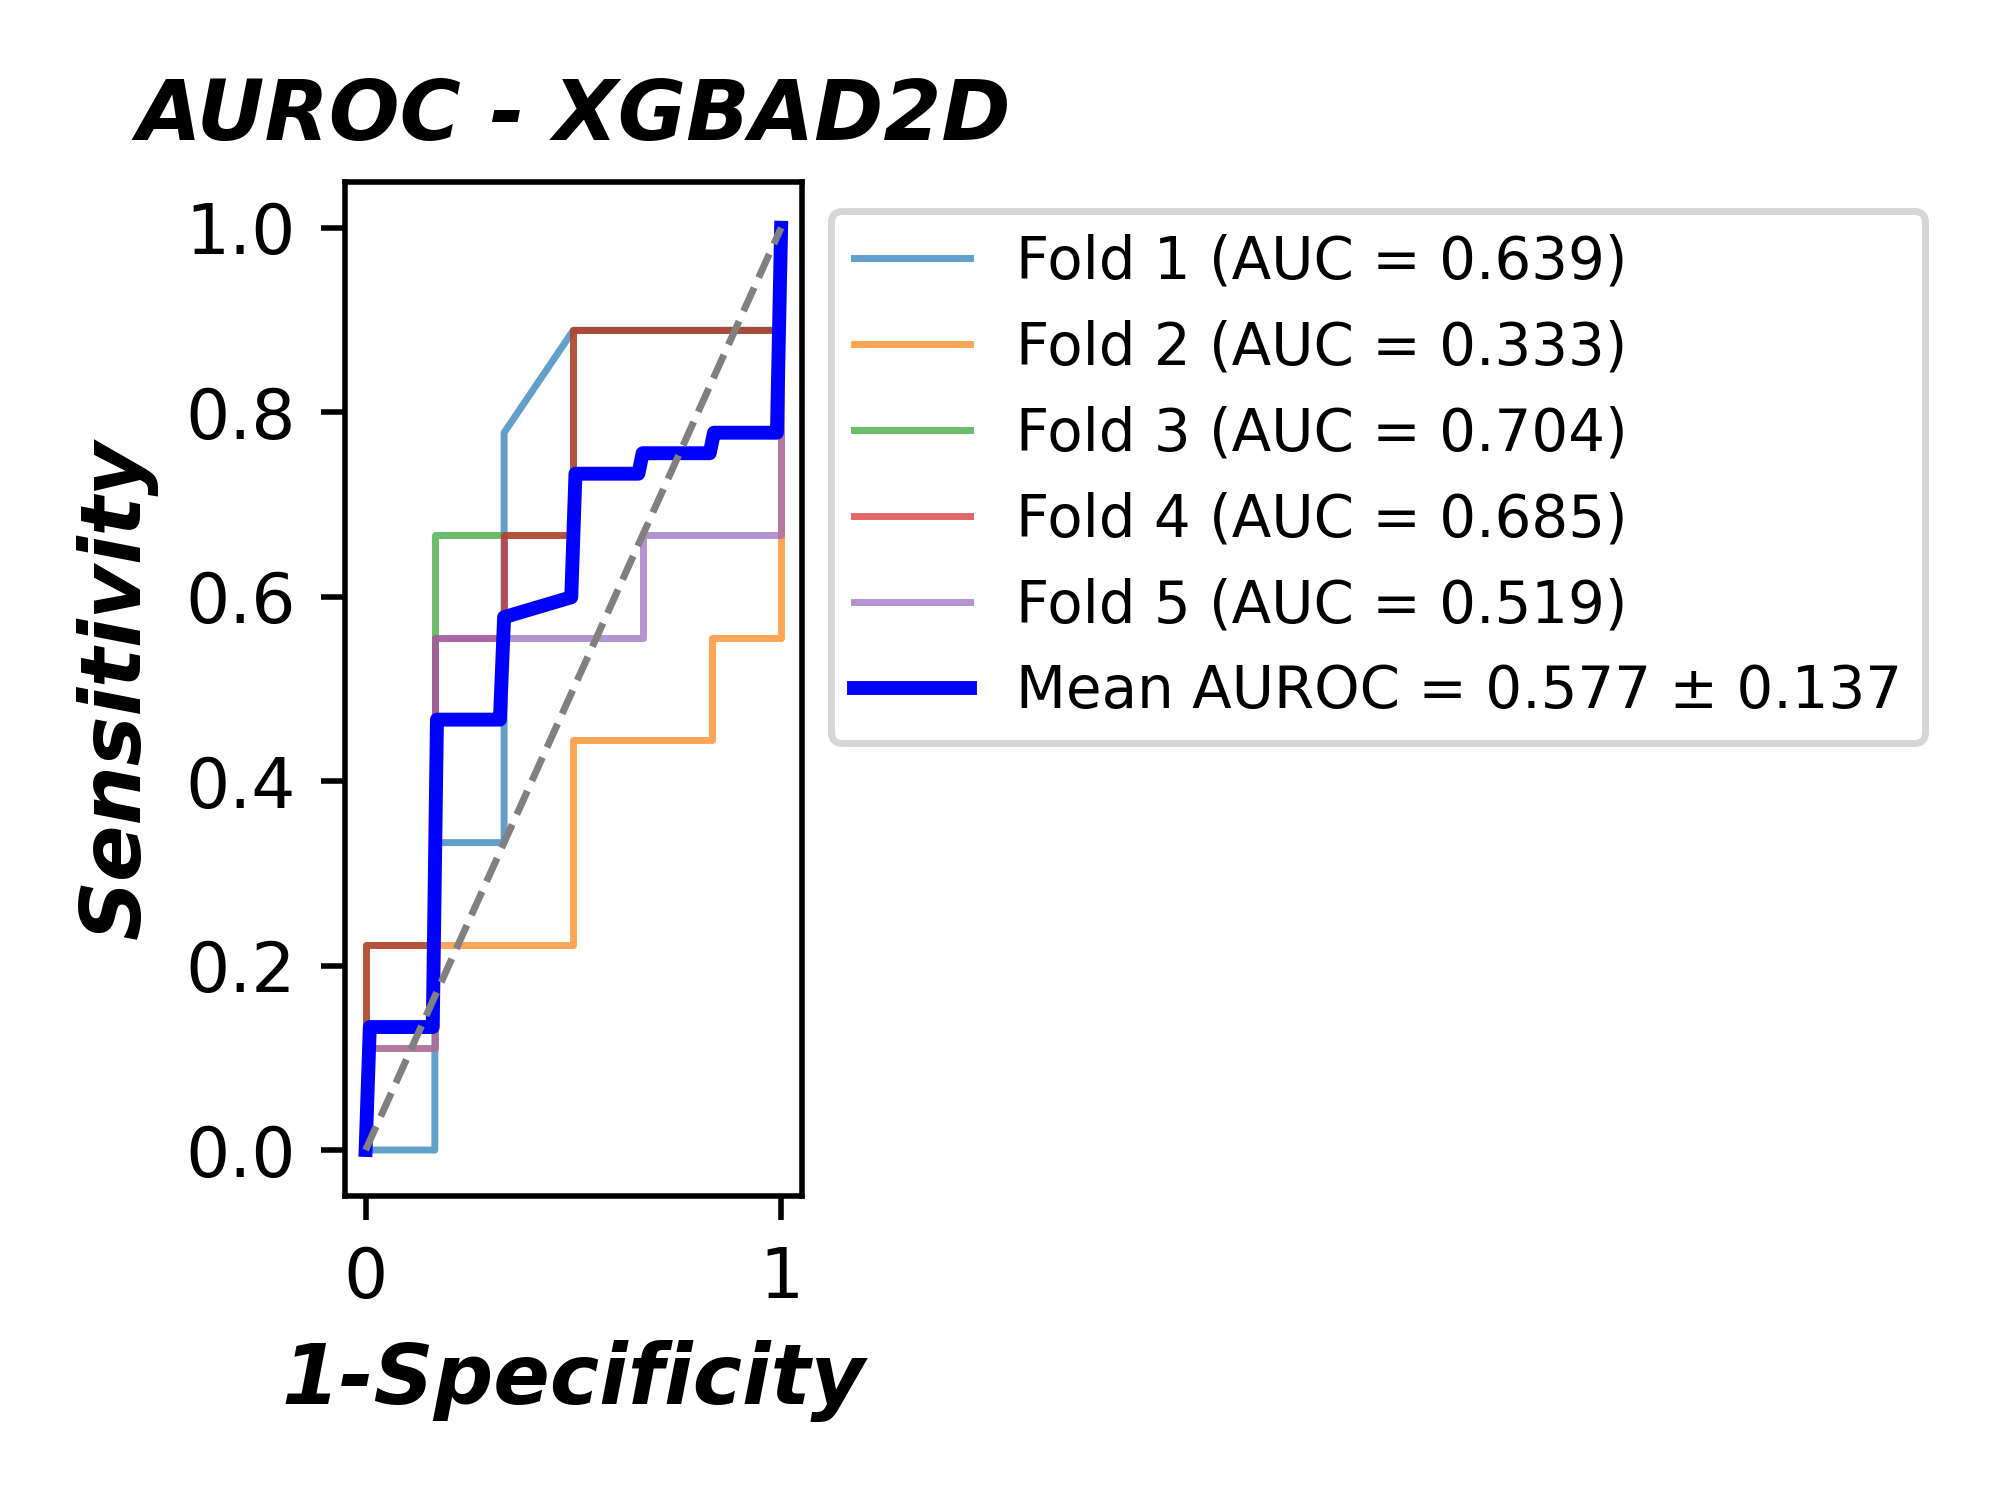 AUROC - XGBAD2D
1.0
0.8
0.6
0.4
0.2
0.0
Sensitivity
0 1
1-Specificity
Fold 1 (AUC = 0.639)
Fold 2 (AUC = 0.333)
Fold 3 (AUC = 0.704)
Fold 4 (AUC = 0.685)
Fold 5 (AUC = 0.519)
Mean AUROC = 0.577 ± 0.137